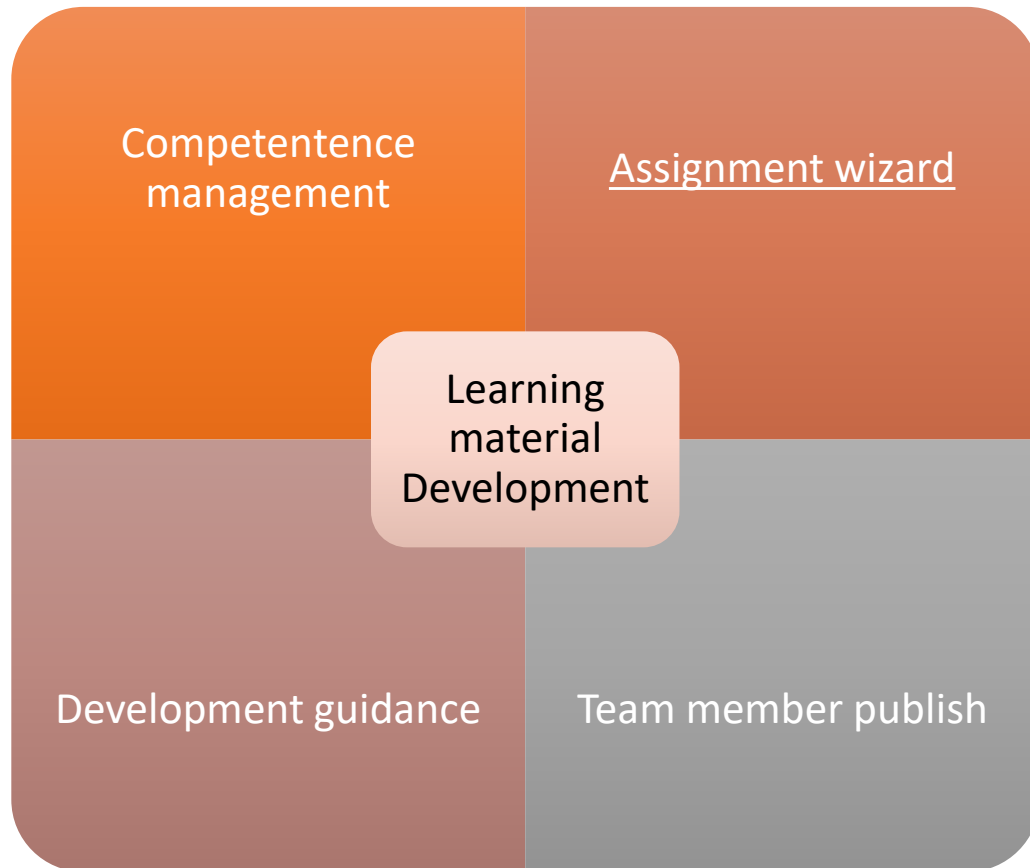 Competentence
management
Assignment wizard
Learning
material
Development
Development guidance
Team member publish